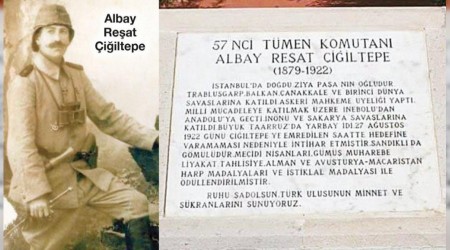 Albay
Reşat
Çiğiltepe
57 NCİ TÜMEN KOMUTANI
ALBAY REŞAT ÇİĞİLTEPE
(1879-1922)
İSTANBUL'DA DOĞDU ZİYA PAŞA NIN OĞLUDUR
TRABLUSGARP,BALKAN,ÇANAKKALE VE BİRİNCİ DÜNYA
SAVAŞLARINA KATILDI.ASKERİ MAHKEME ÜYELİĞİ YAPTI.
MİLLİ MÜCADELEYE KATILMAK ÜZERE İNEBOLU'DAN
ANADOLU'YA GEÇTİ.İNÖNÜ VE SAKARYA SAVAŞLARINA
KATILDI.BÜYÜK TAARRUZ'DA YARBAY IDI.27 AĞUSTOS
1922 GÜNÜ ÇİĞİLTEPE YE EMREDİLEN SAATTE HEDEFİNE
VARAMAMASI NEDENİYLE İNTİHAR ETMİŞTİR.SANDIKLI DA
GÖMÜLÜDÜR.MECİDİ NİŞANLARI,GÜMÜŞ MUHAREBE
LİYAKAT TAHLİSİYE,ALMAN VE AVUSTURYA-MACARİSTAN
HARP MADALYALARI VE İSTİKLAL MADALYASI İLE
ÖDÜLLENDİRİLMİŞTİR.
RUHU ŞADOLSUN.TÜRK ULUSUNUN MİNNET VE
ŞÜKRANLARINI SUNUYORUZ.